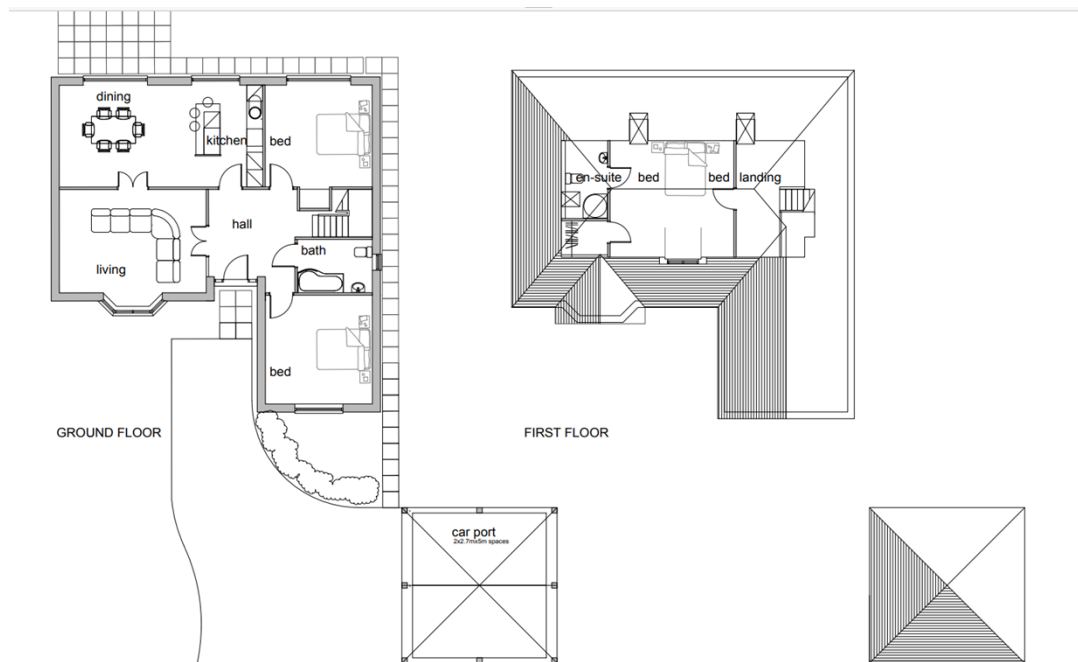 dining
kitchen
bed
hall
bath
living
bed
GROUND FLOOR
en-suite
bed
bed
landing
FIRST FLOOR
car port
2x2.7mx5m spaces